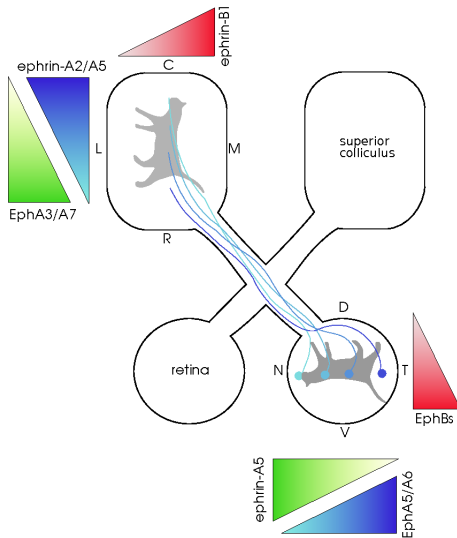 ephrin-B1
ephrin-A2/A5
C
L
M
superior
colliculus
EphA3/A7
R
D
retina
N
T
EphBs
V
ephrin-A5
EphA5/A6